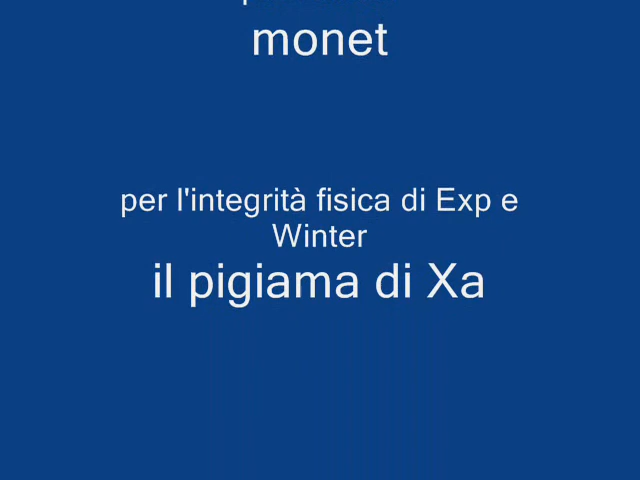 monet
per l'integrità fisica di Exp e
Winter
il pigiama di Xa